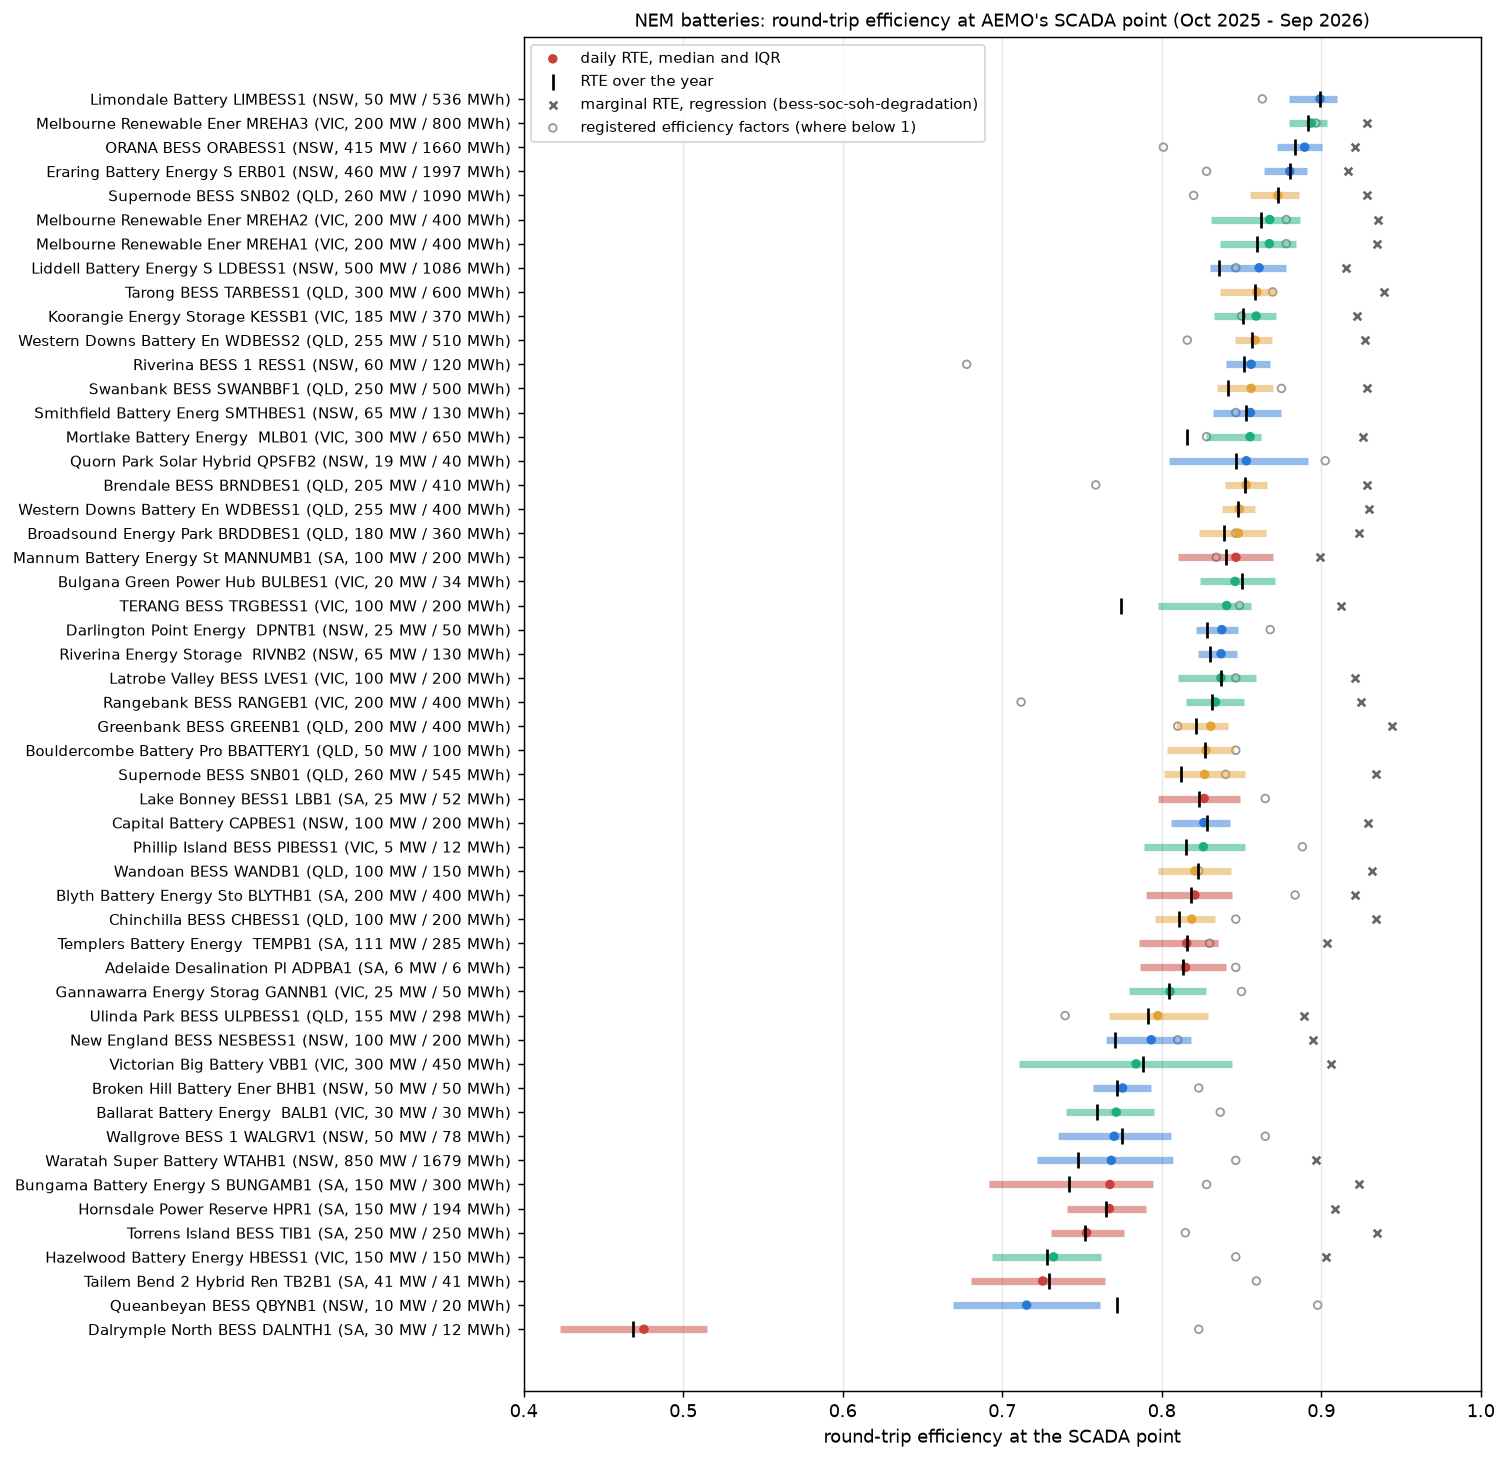 NEM batteries: round-trip efficiency at AEMO's SCADA point (Oct 2025 - Sep 2026)
daily RTE, median and IQR
RTE over the year
marginal RTE, regression (bess-soc-soh-degradation)
registered efficiency factors (where below 1)
Limondale Battery LIMBESS1 (NSW, 50 MW / 536 MWh)
Melbourne Renewable Ener MREHA3 (VIC, 200 MW / 800 MWh)
ORANA BESS ORABESS1 (NSW, 415 MW / 1660 MWh)
Eraring Battery Energy S ERB01 (NSW, 460 MW / 1997 MWh)
Supernode BESS SNB02 (QLD, 260 MW / 1090 MWh)
Melbourne Renewable Ener MREHA2 (VIC, 200 MW / 400 MWh)
Melbourne Renewable Ener MREHA1 (VIC, 200 MW / 400 MWh)
Liddell Battery Energy S LDBESS1 (NSW, 500 MW / 1086 MWh)
Tarong BESS TARBESS1 (QLD, 300 MW / 600 MWh)
Koorangie Energy Storage KESSB1 (VIC, 185 MW / 370 MWh)
Western Downs Battery En WDBESS2 (QLD, 255 MW / 510 MWh)
Riverina BESS 1 RESS1 (NSW, 60 MW / 120 MWh)
Swanbank BESS SWANBBF1 (QLD, 250 MW / 500 MWh)
Smithfield Battery Energ SMTHBES1 (NSW, 65 MW / 130 MWh)
Mortlake Battery Energy  MLB01 (VIC, 300 MW / 650 MWh)
Quorn Park Solar Hybrid QPSFB2 (NSW, 19 MW / 40 MWh)
Brendale BESS BRNDBES1 (QLD, 205 MW / 410 MWh)
Western Downs Battery En WDBESS1 (QLD, 255 MW / 400 MWh)
Broadsound Energy Park BRDDBES1 (QLD, 180 MW / 360 MWh)
Mannum Battery Energy St MANNUMB1 (SA, 100 MW / 200 MWh)
Bulgana Green Power Hub BULBES1 (VIC, 20 MW / 34 MWh)
TERANG BESS TRGBESS1 (VIC, 100 MW / 200 MWh)
Darlington Point Energy  DPNTB1 (NSW, 25 MW / 50 MWh)
Riverina Energy Storage  RIVNB2 (NSW, 65 MW / 130 MWh)
Latrobe Valley BESS LVES1 (VIC, 100 MW / 200 MWh)
Rangebank BESS RANGEB1 (VIC, 200 MW / 400 MWh)
Greenbank BESS GREENB1 (QLD, 200 MW / 400 MWh)
Bouldercombe Battery Pro BBATTERY1 (QLD, 50 MW / 100 MWh)
Supernode BESS SNB01 (QLD, 260 MW / 545 MWh)
Lake Bonney BESS1 LBB1 (SA, 25 MW / 52 MWh)
Capital Battery CAPBES1 (NSW, 100 MW / 200 MWh)
Phillip Island BESS PIBESS1 (VIC, 5 MW / 12 MWh)
Wandoan BESS WANDB1 (QLD, 100 MW / 150 MWh)
Blyth Battery Energy Sto BLYTHB1 (SA, 200 MW / 400 MWh)
Chinchilla BESS CHBESS1 (QLD, 100 MW / 200 MWh)
Templers Battery Energy  TEMPB1 (SA, 111 MW / 285 MWh)
Adelaide Desalination Pl ADPBA1 (SA, 6 MW / 6 MWh)
Gannawarra Energy Storag GANNB1 (VIC, 25 MW / 50 MWh)
Ulinda Park BESS ULPBESS1 (QLD, 155 MW / 298 MWh)
New England BESS NESBESS1 (NSW, 100 MW / 200 MWh)
Victorian Big Battery VBB1 (VIC, 300 MW / 450 MWh)
Broken Hill Battery Ener BHB1 (NSW, 50 MW / 50 MWh)
Ballarat Battery Energy  BALB1 (VIC, 30 MW / 30 MWh)
Wallgrove BESS 1 WALGRV1 (NSW, 50 MW / 78 MWh)
Waratah Super Battery WTAHB1 (NSW, 850 MW / 1679 MWh)
Bungama Battery Energy S BUNGAMB1 (SA, 150 MW / 300 MWh)
Hornsdale Power Reserve HPR1 (SA, 150 MW / 194 MWh)
Torrens Island BESS TIB1 (SA, 250 MW / 250 MWh)
Hazelwood Battery Energy HBESS1 (VIC, 150 MW / 150 MWh)
Tailem Bend 2 Hybrid Ren TB2B1 (SA, 41 MW / 41 MWh)
Queanbeyan BESS QBYNB1 (NSW, 10 MW / 20 MWh)
Dalrymple North BESS DALNTH1 (SA, 30 MW / 12 MWh)
0.4 0.5 0.6 0.7 0.8 0.9 1.0
round-trip efficiency at the SCADA point